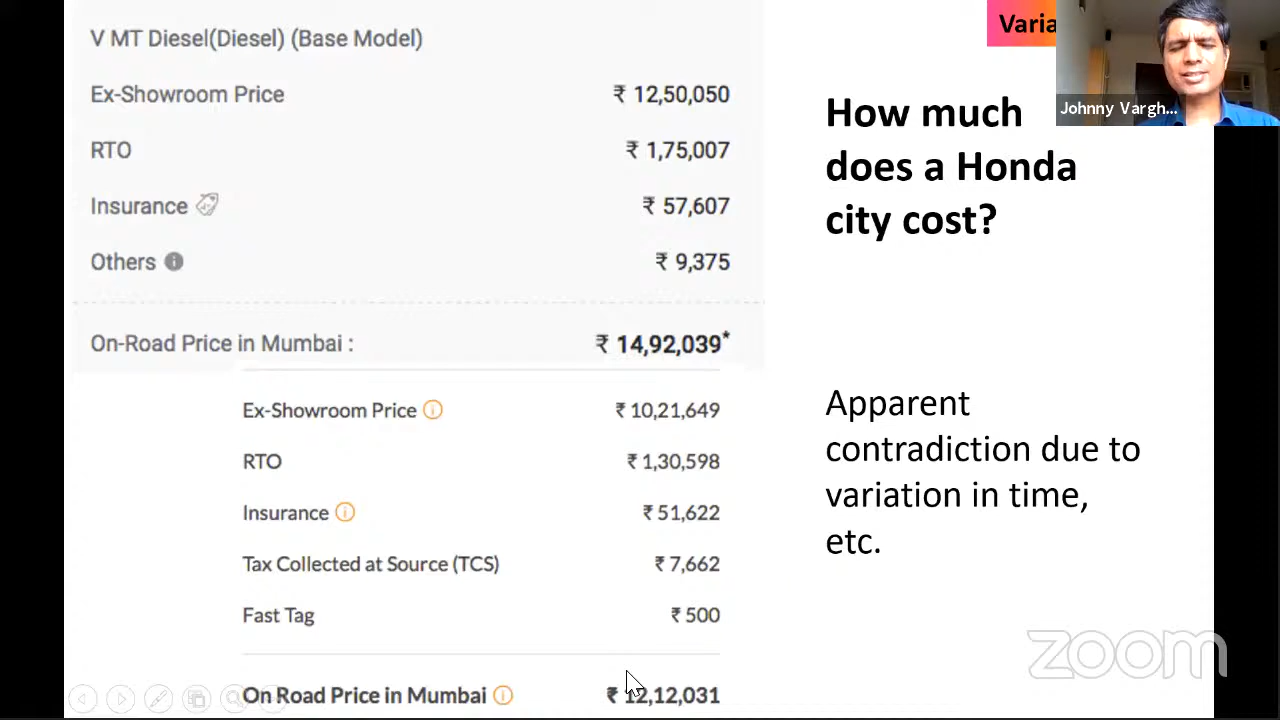 V MT Diesel(Diesel) (Base Model)
Ex-Showroom Price ₹ 12,50,050
RTO ₹ 1,75,007
Insurance ₹ 57,607
Others ₹ 9,375
On-Road Price in Mumbai : ₹ 14,92,039*
Ex-Showroom Price ₹ 10,21,649
RTO ₹ 1,30,598
Insurance ₹ 51,622
Tax Collected at Source (TCS) ₹ 7,662
Fast Tag ₹ 500
On Road Price in Mumbai ₹ 12,12,031
Varia
Johnny Vargh...
How much
does a Honda
city cost?
Apparent
contradiction due to
variation in time,
etc.
zoom